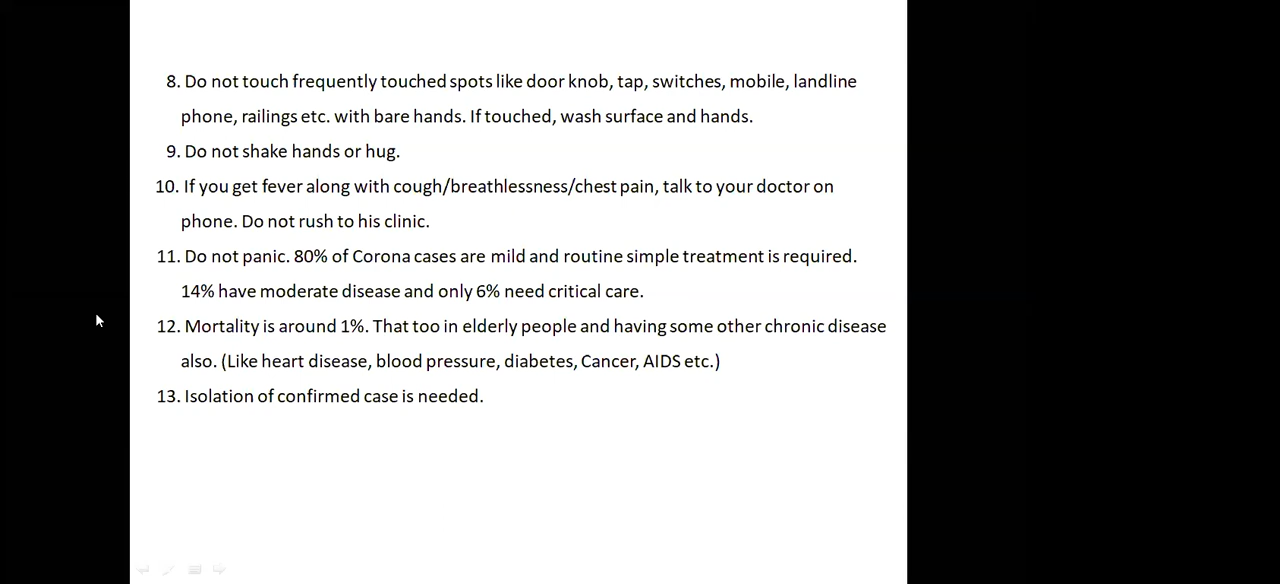 8. Do not touch frequently touched spots like door knob, tap, switches, mobile, landline
phone, railings etc. with bare hands. If touched, wash surface and hands.
9. Do not shake hands or hug.
10. If you get fever along with cough/breathlessness/chest pain, talk to your doctor on
phone. Do not rush to his clinic.
11. Do not panic. 80% of Corona cases are mild and routine simple treatment is required.
14% have moderate disease and only 6% need critical care.
12. Mortality is around 1%. That too in elderly people and having some other chronic disease
also. (Like heart disease, blood pressure, diabetes, Cancer, AIDS etc.)
13. Isolation of confirmed case is needed.